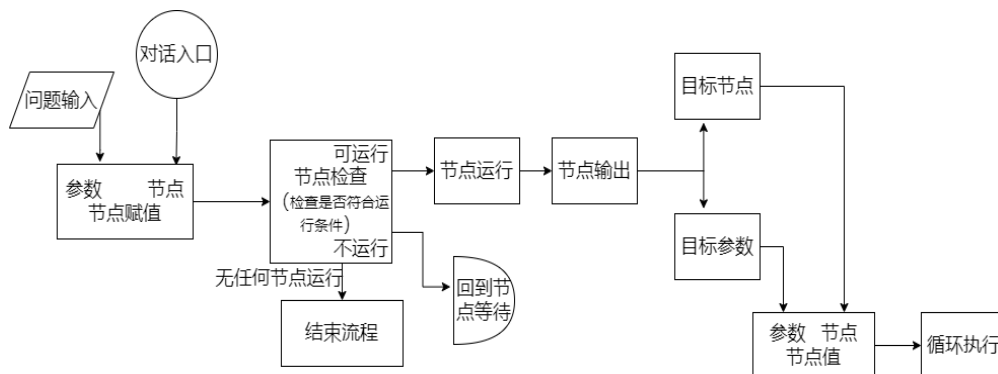 对话入口
问题输入
参数 节点
节点赋值
可运行
节点检查
(检查是否符合运
行条件)
不运行
节点运行
节点输出
目标节点
目标参数
无任何节点运行
结束流程
回到节
点等待
参数 节点
节点值
循环执行